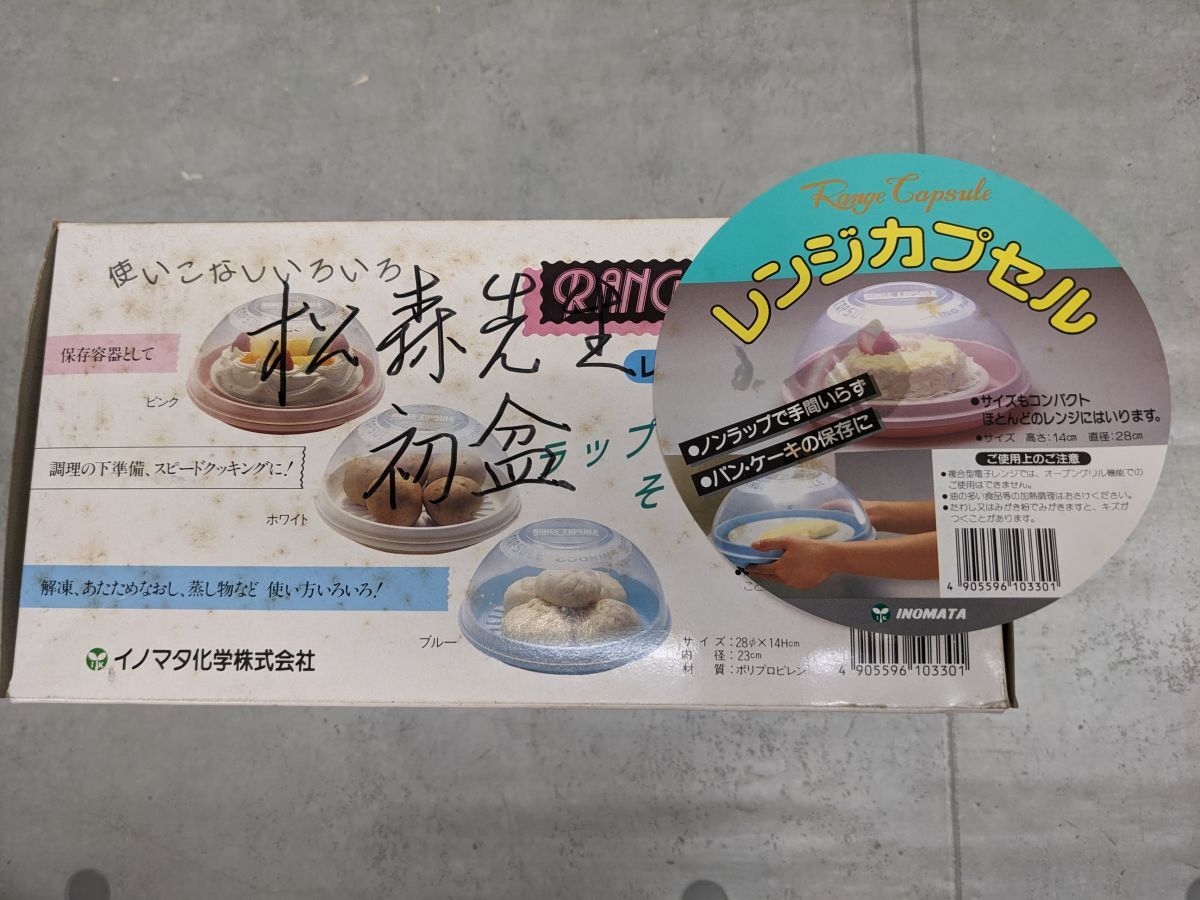 使いこなしいろいろ
RANG
松森先生
初盆
保存容器として
ピンク
調理の下準備、スピードクッキングに!
ホワイト
ラップ
そ
解凍、あたためなおし、蒸し物など 使い方いろいろ!
ブルー
イノマタ化学株式会社
サイズ:28φ×14Hcm
内径:23cm
材質:ポリプロピレン
4 905596 103301
Range Capsule
レンジカプセル
RANGE CAPSULE
●ノンラップで手間いらず
●パン・ケーキの保存に
●サイズもコンパクト
ほとんどのレンジにはいります。
●サイズ 高さ:14cm 直径:28cm
ご使用上のご注意
●複合型電子レンジでは、オーブングリル機能での
ご使用はできません。
●油の多い食品等の加熱調理はおさけください。
●たわし又はみがき粉でみがきますと、キズが
つくことがあります。
4 905596 103301
INOMATA